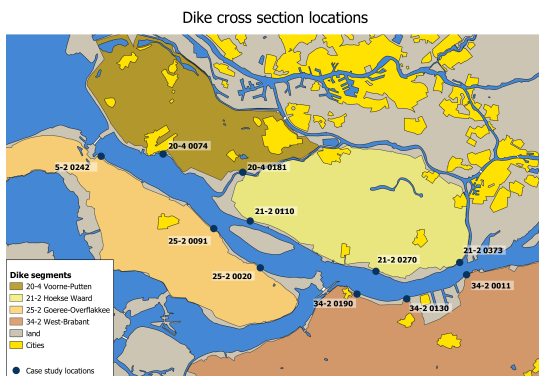 Dike cross section locations
20-4 0074
5-2 0242
20-4 0181
21-2 0110
25-2 0091
21-2 0373
21-2 0270
25-2 0020
34-2 0011
34-2 0190
34-2 0130
Dike segments
20-4 Voorne-Putten
21-2 Hoekse Waard
25-2 Goeree-Overflakkee
34-2 West-Brabant
land
Cities
Case study locations